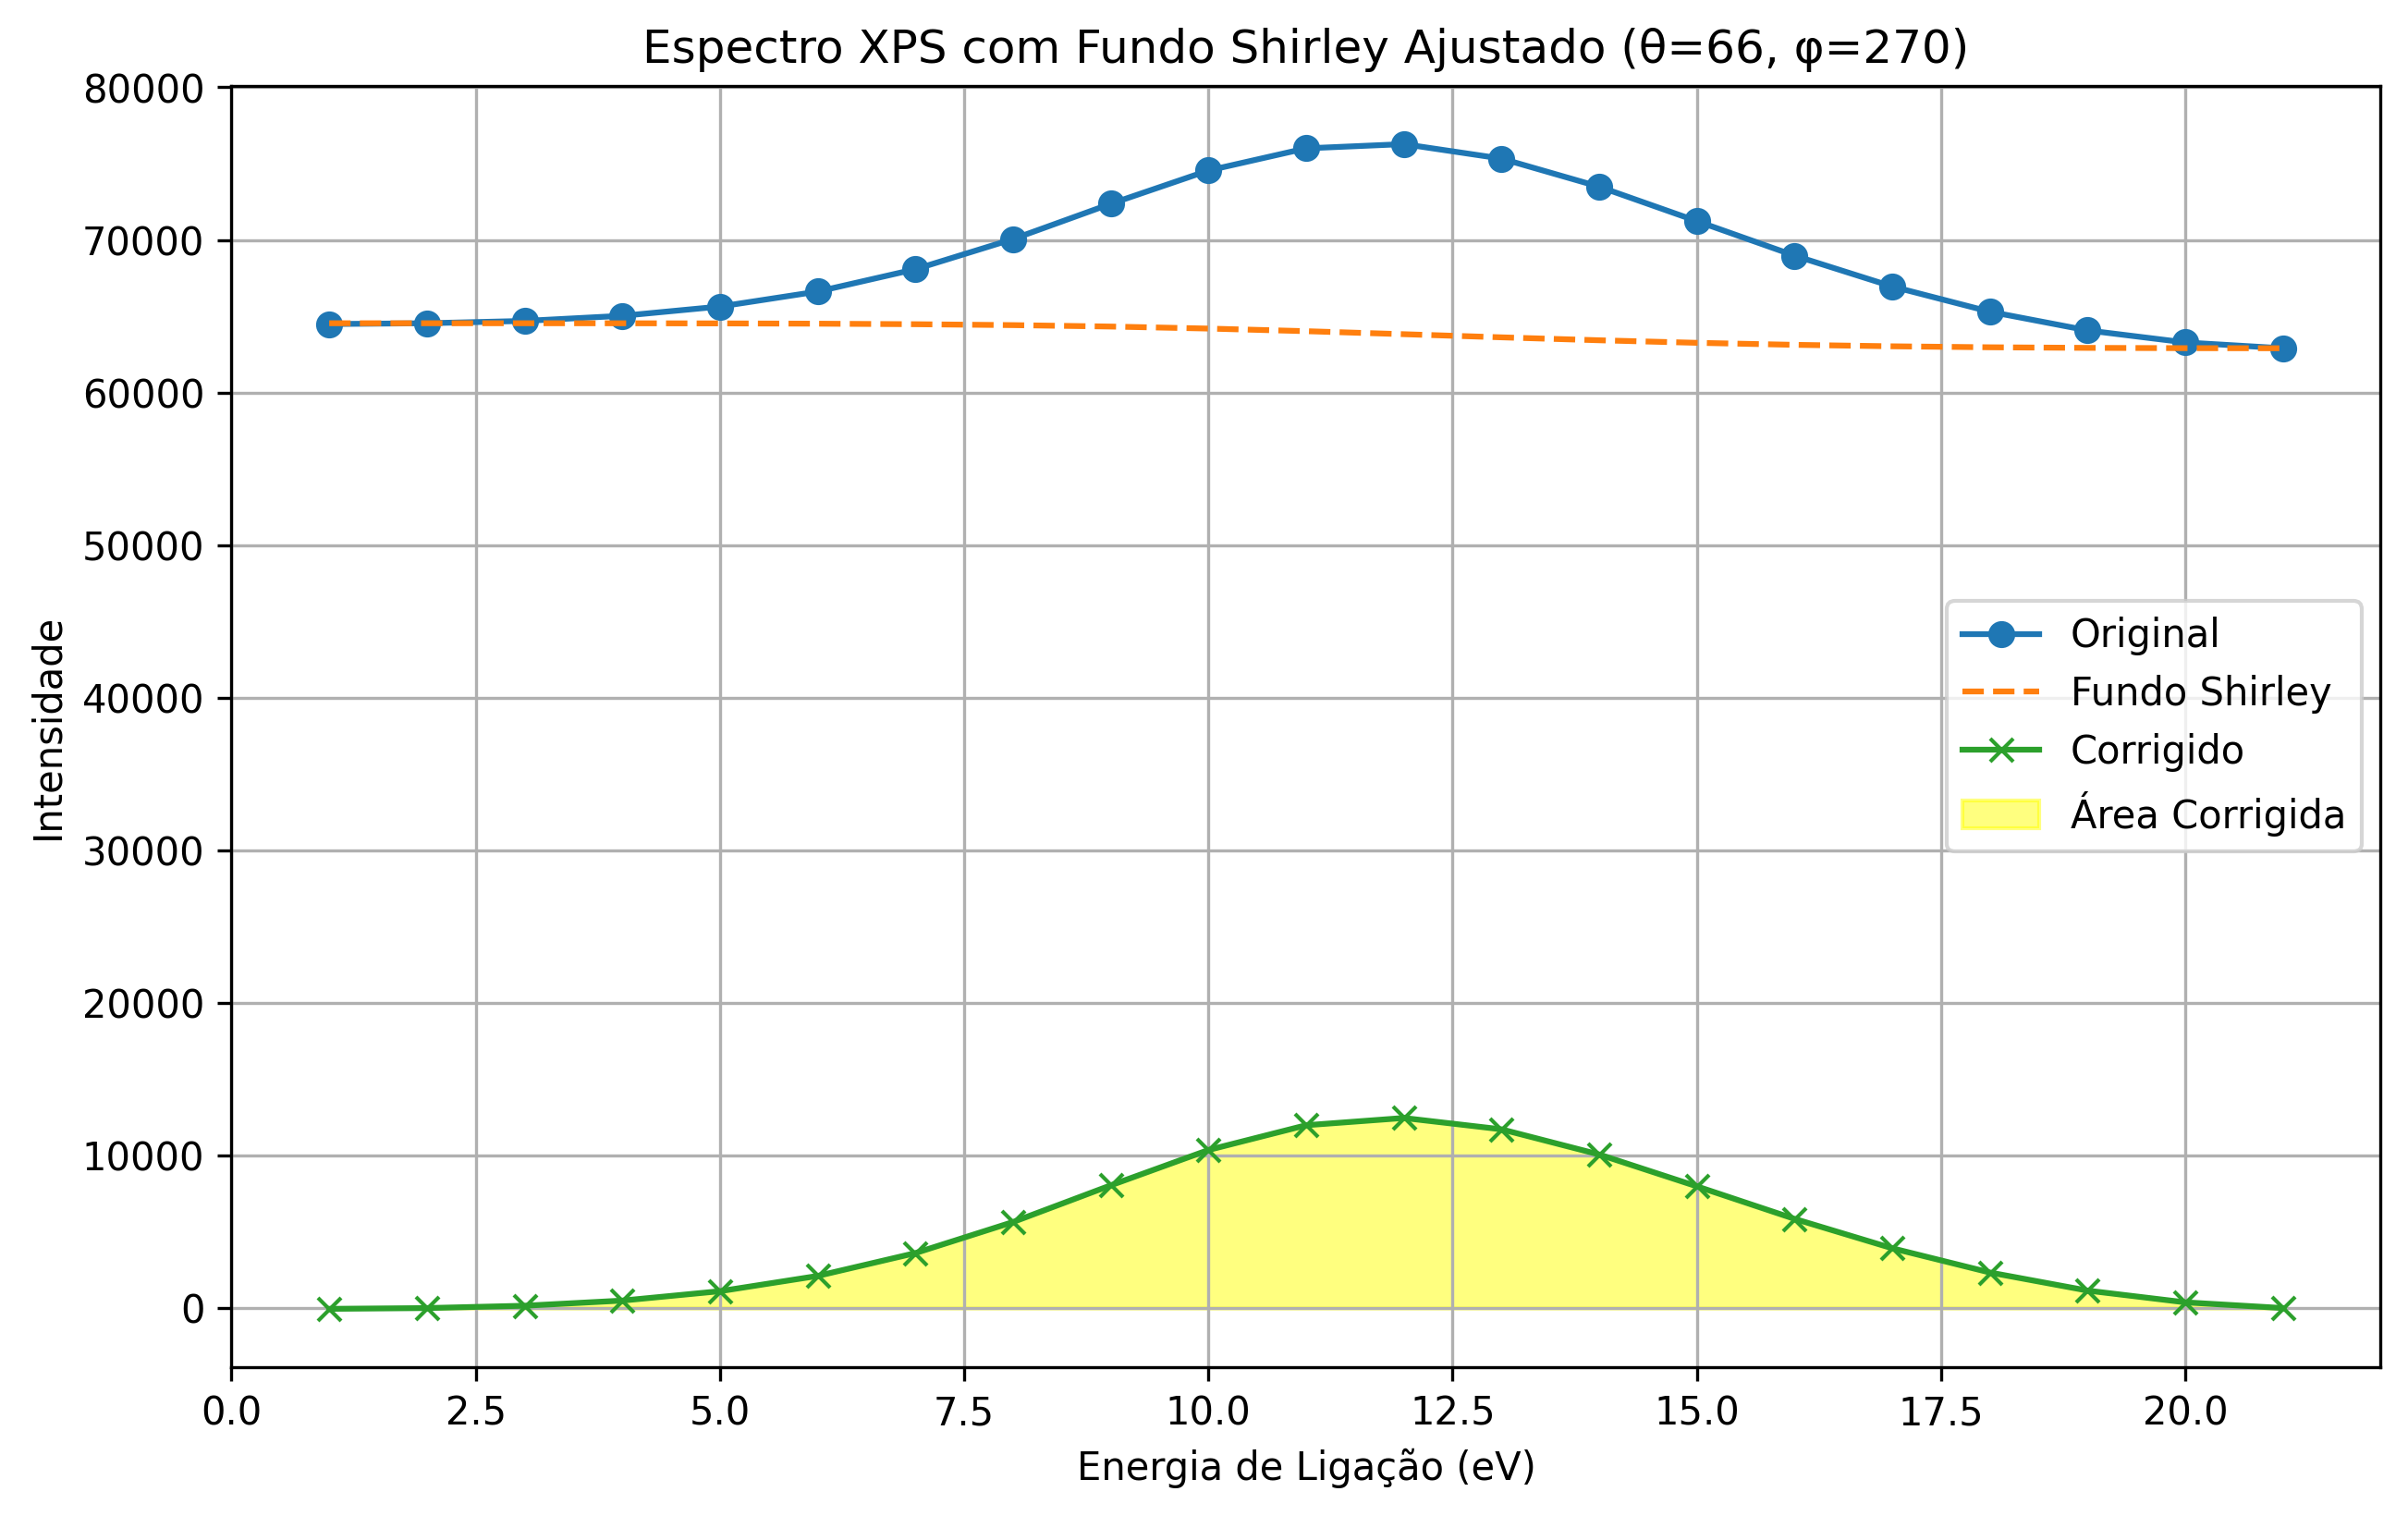 Espectro XPS com Fundo Shirley Ajustado (θ=66, φ=270)
80000
70000
60000
50000
40000
30000
20000
10000
0
Intensidade
Original
Fundo Shirley
Corrigido
Área Corrigida
0.0 2.5 5.0 7.5 10.0 12.5 15.0 17.5 20.0
Energia de Ligação (eV)